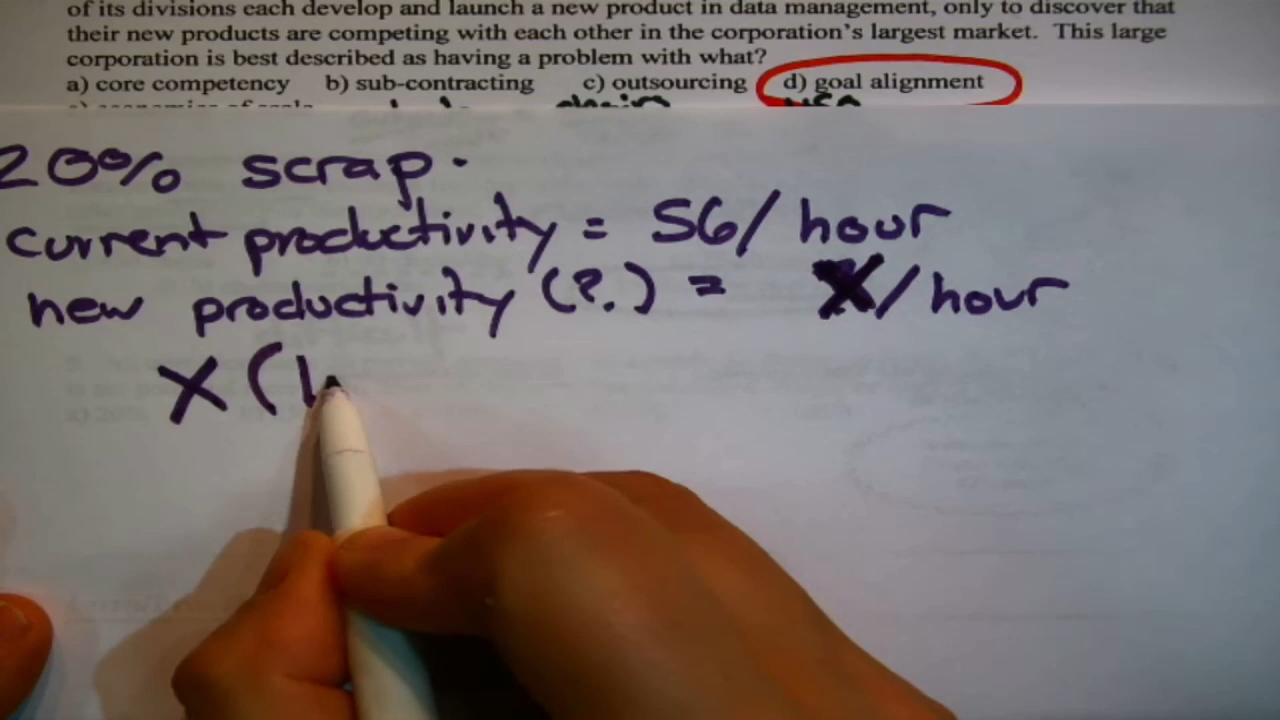 of its divisions each develop and launch a new product in data management, only to discover that
their new products are competing with each other in the corporation's largest market. This large
corporation is best described as having a problem with what?
a) core competency b) sub-contracting c) outsourcing d) goal alignment
20% scrap.
current productivity = 56/hour
new productivity (?.) = X/hour
X (1